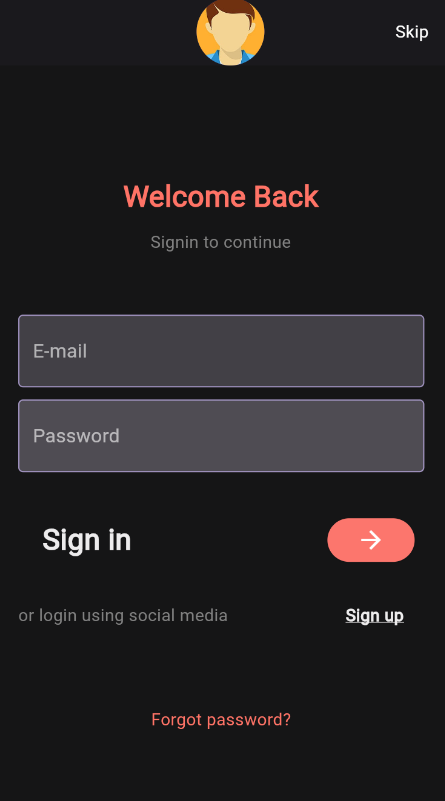 Skip
Welcome Back
Signin to continue
E-mail
Password
Sign in
or login using social media
Sign up
Forgot password?